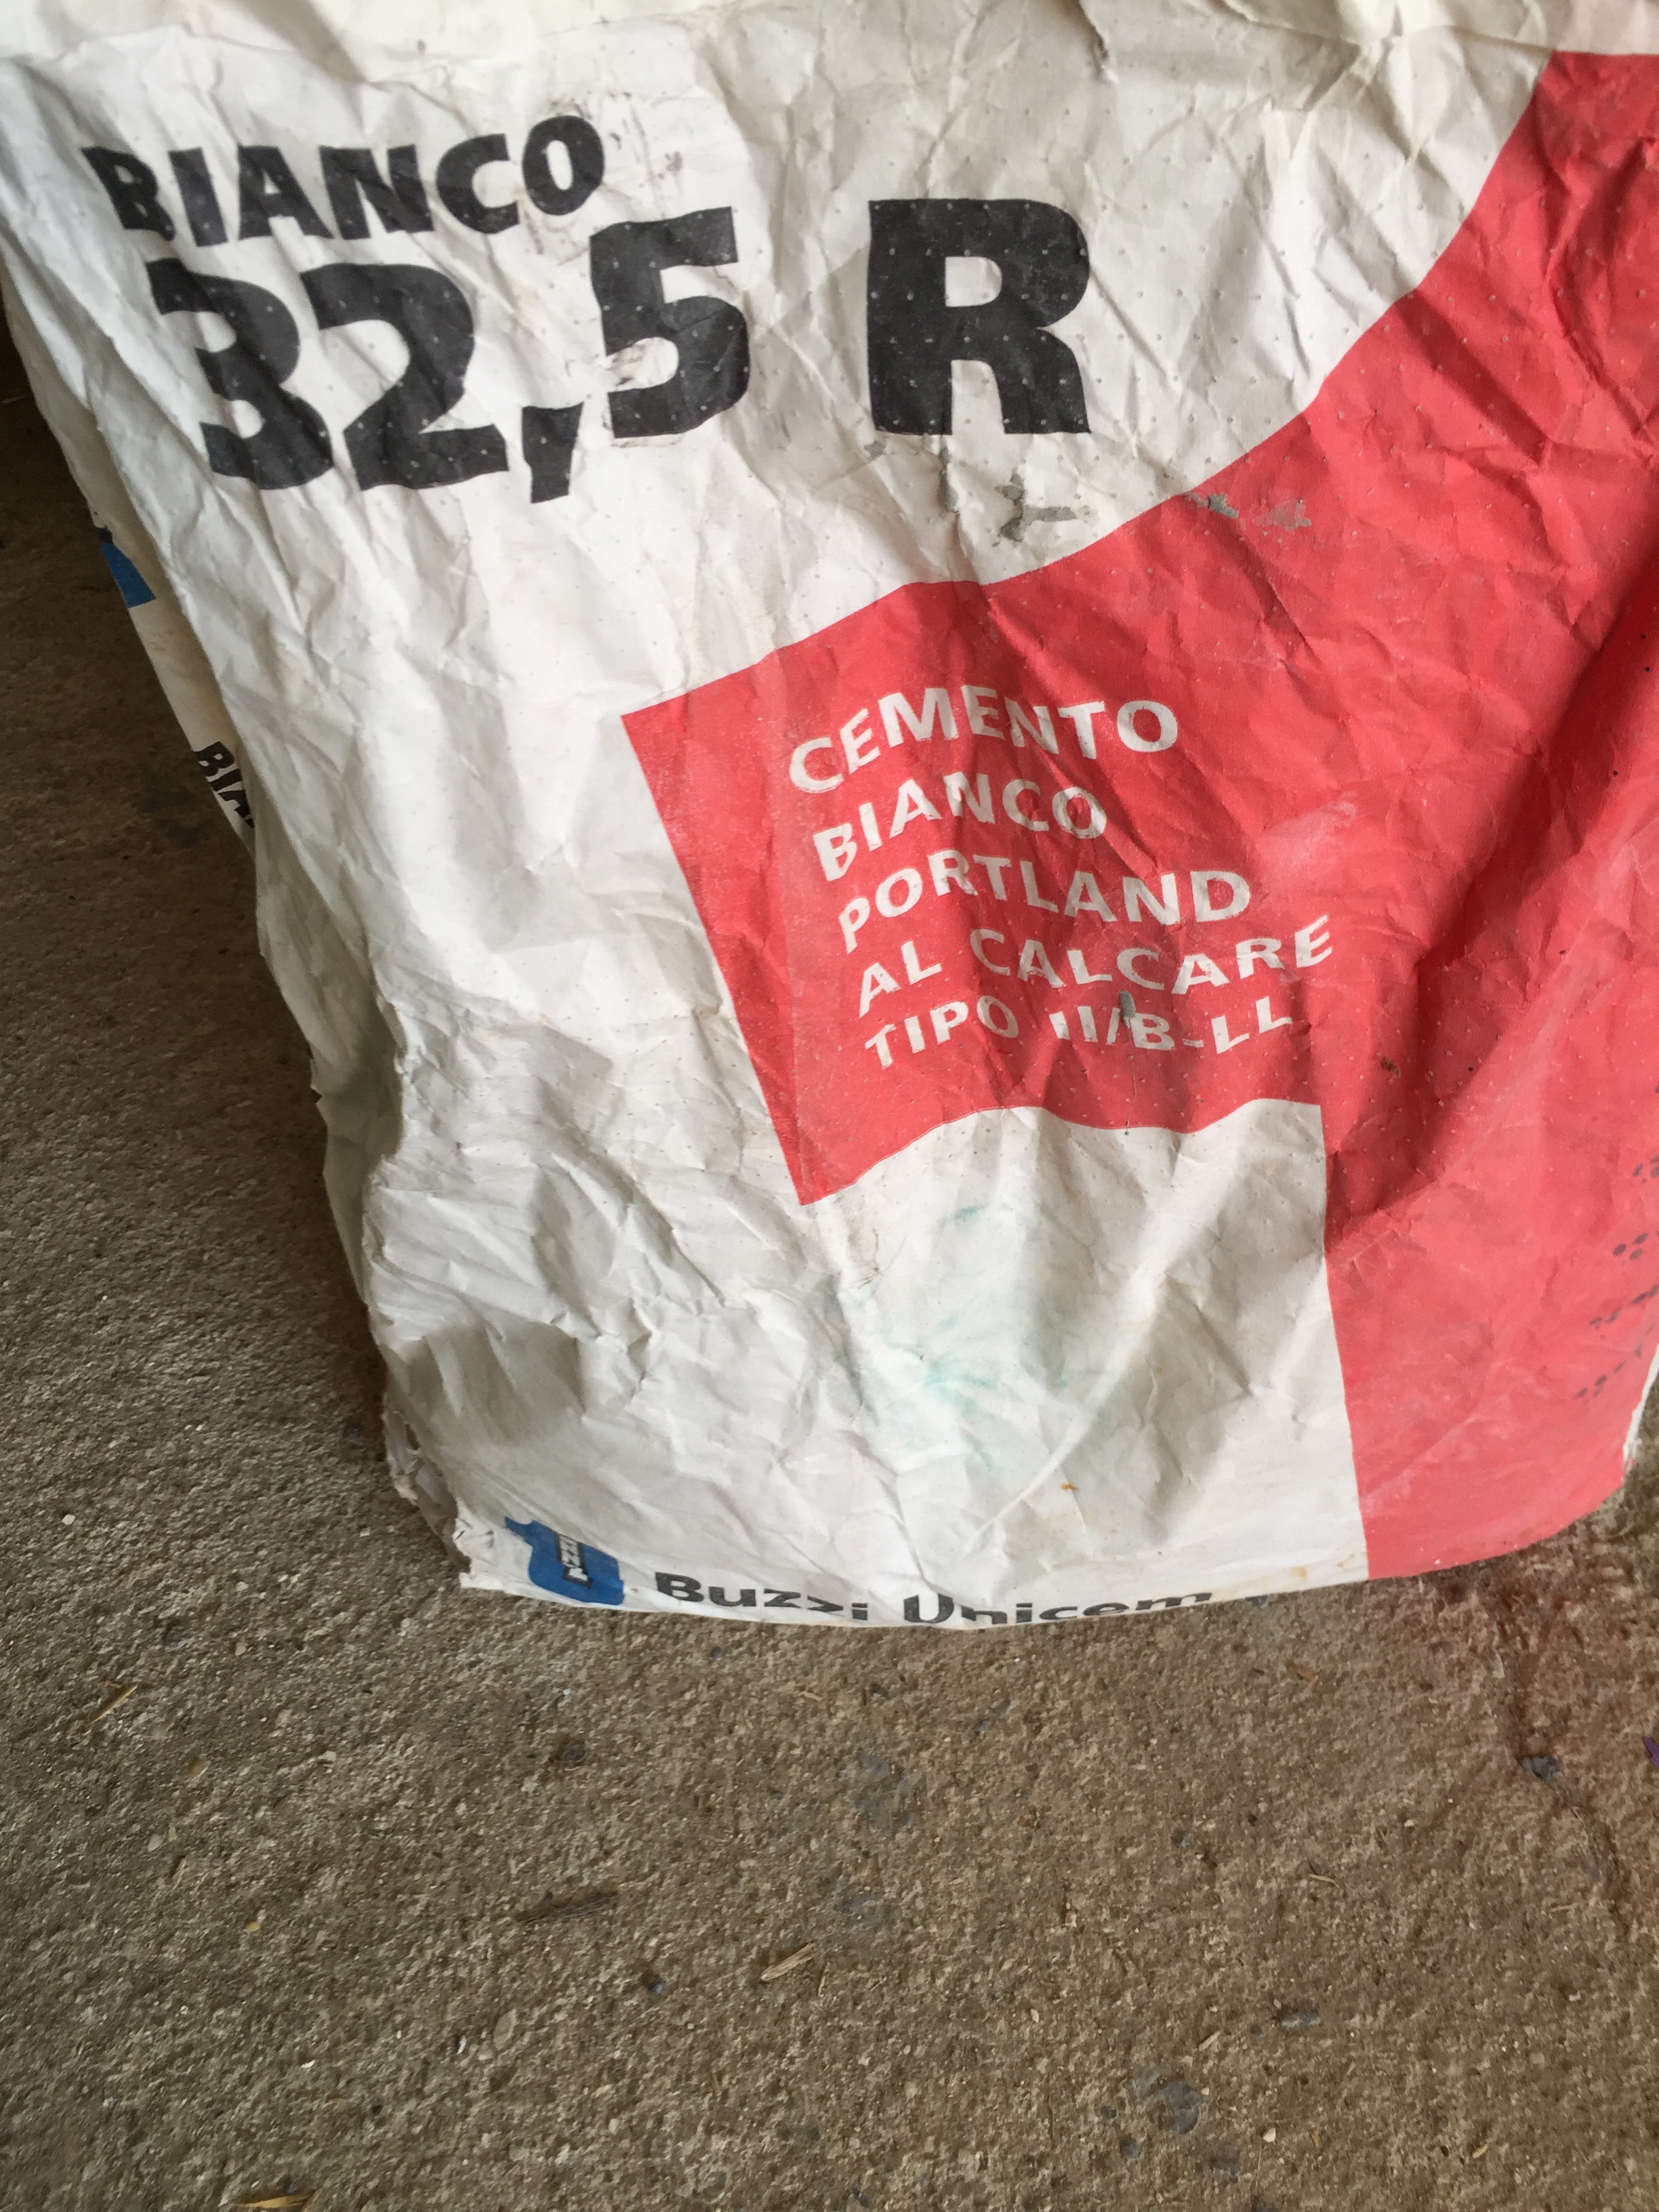 BIANCO
32,5 R
CEMENTO
BIANCO
PORTLAND
AL CALCARE
TIPO II/B-LL
Buzzi Unicem